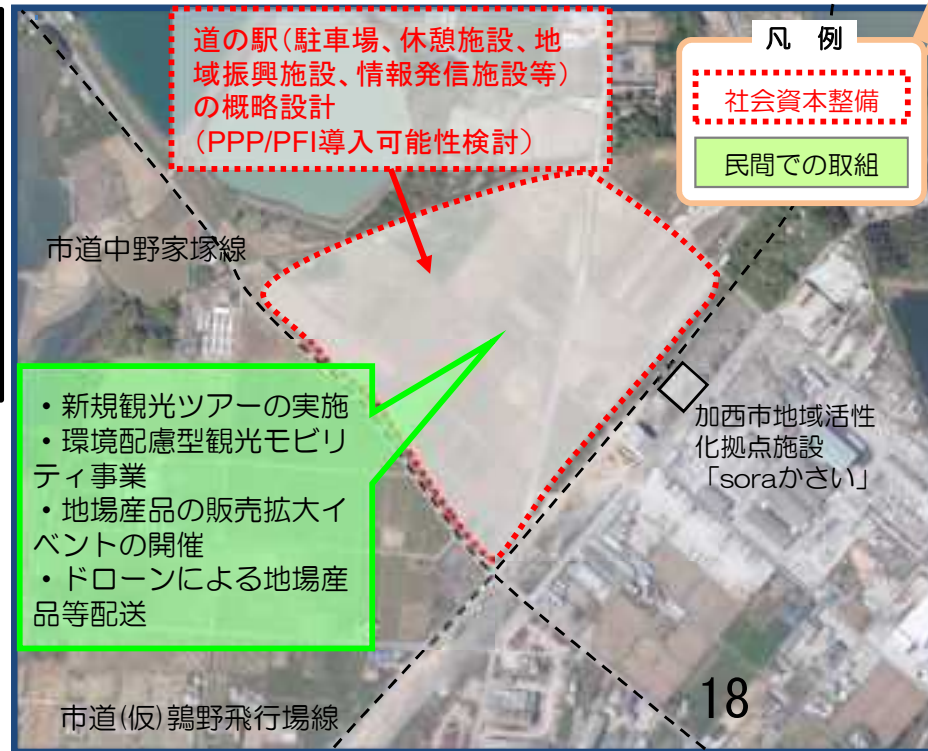 道の駅(駐車場、休憩施設、地
域振興施設、情報発信施設等)
の概略設計
(PPP/PFI導入可能性検討)
凡 例
社会資本整備
民間での取組
市道中野家塚線
・新規観光ツアーの実施
・環境配慮型観光モビリ
ティ事業
・地場産品の販売拡大イ
ベントの開催
・ドローンによる地場産
品等配送
加西市地域活性
化拠点施設
「soraかさい」
市道(仮)鶉野飛行場線
18